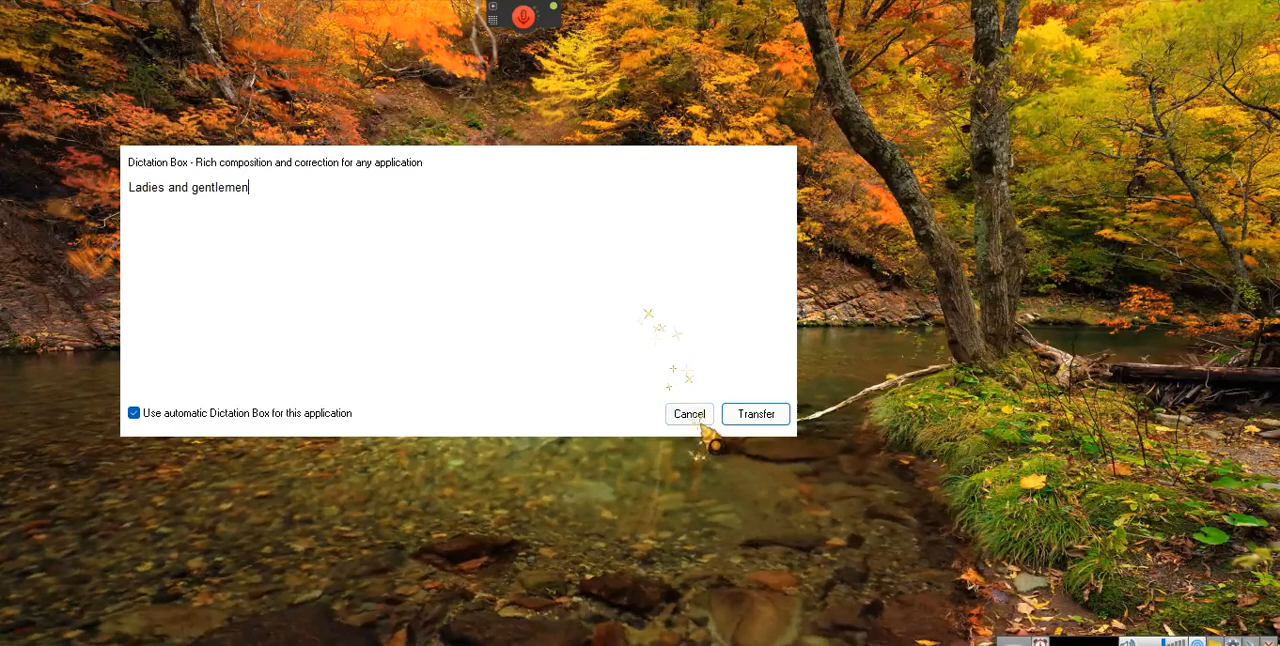 Dictation Box - Rich composition and correction for any application
Ladies and gentlemen
Use automatic Dictation Box for this application
Cancel
Transfer